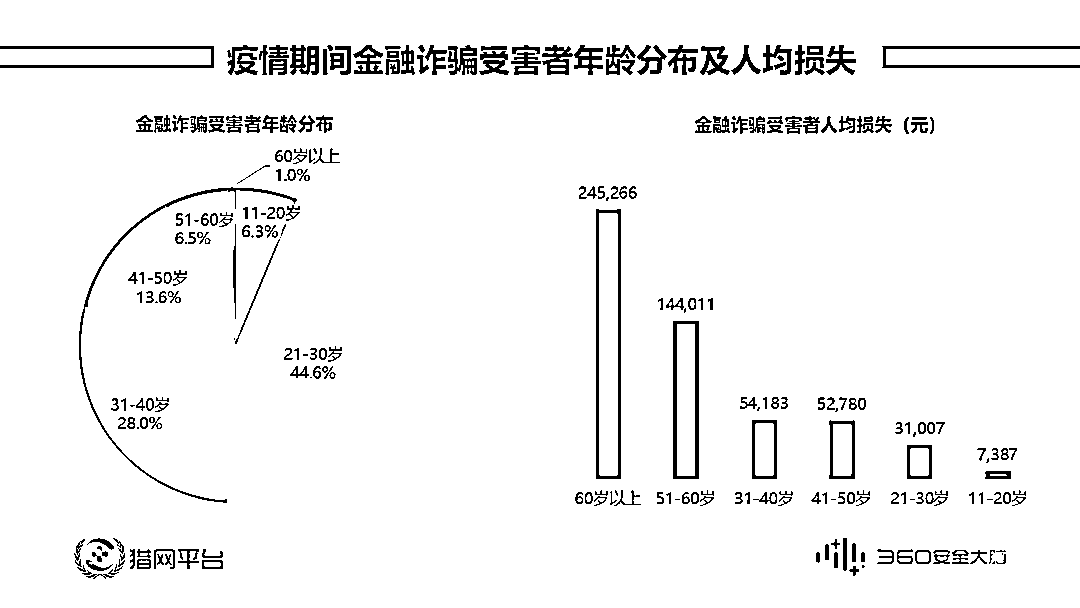 疫情期间金融诈骗受害者年龄分布及人均损失
金融诈骗受害者年龄分布
60岁以上
1.0%
51-60岁
6.5%
11-20岁
6.3%
41-50岁
13.6%
21-30岁
44.6%
31-40岁
28.0%
金融诈骗受害者人均损失（元）
245,266
144,011
54,183
52,780
31,007
7,387
60岁以上
51-60岁
31-40岁
41-50岁
21-30岁
11-20岁
猎网平台
360安全大脑